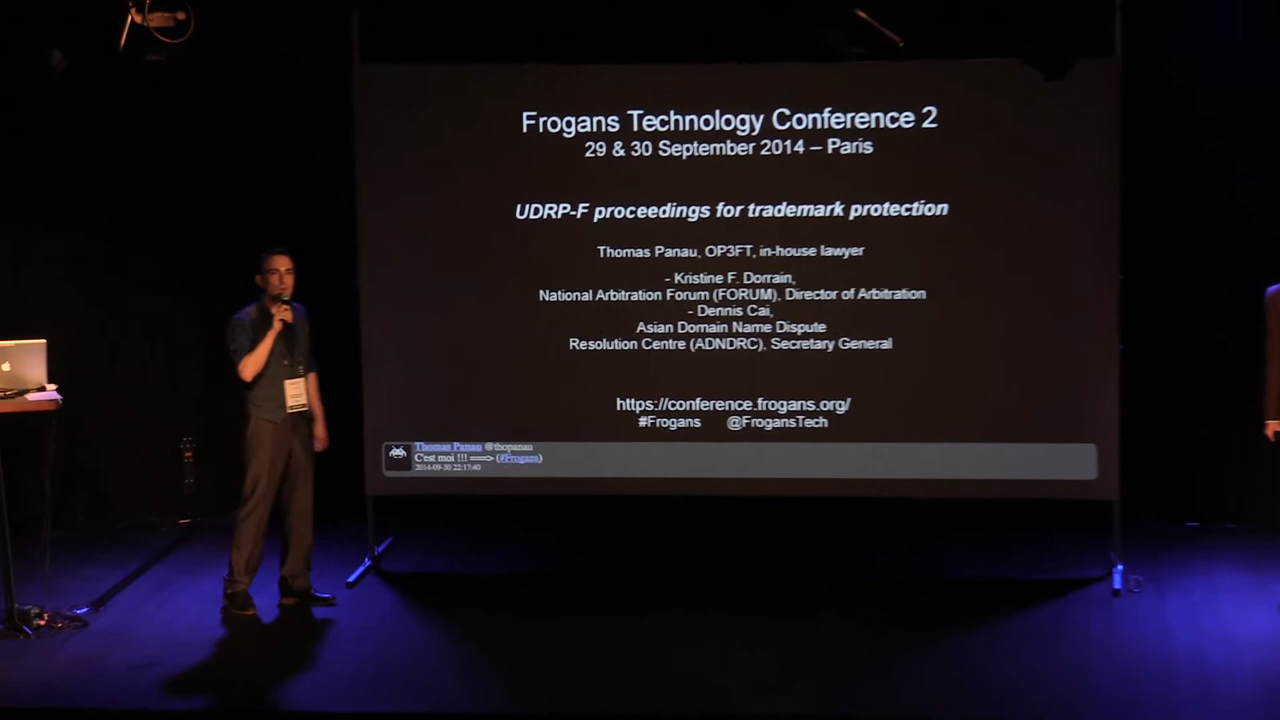 Frogans Technology Conference 2
29 & 30 September 2014 – Paris
UDRP-F proceedings for trademark protection
Thomas Panau, OP3FT, in-house lawyer
- Kristine F. Dorrain,
National Arbitration Forum (FORUM), Director of Arbitration
- Dennis Cai,
Asian Domain Name Dispute
Resolution Centre (ADNDRC), Secretary General
https://conference.frogans.org/
#Frogans @FrogansTech
Thomas Panau @thopanau
C'est moi !!! ===> (#Frogans)
2014-09-30 22:17:40